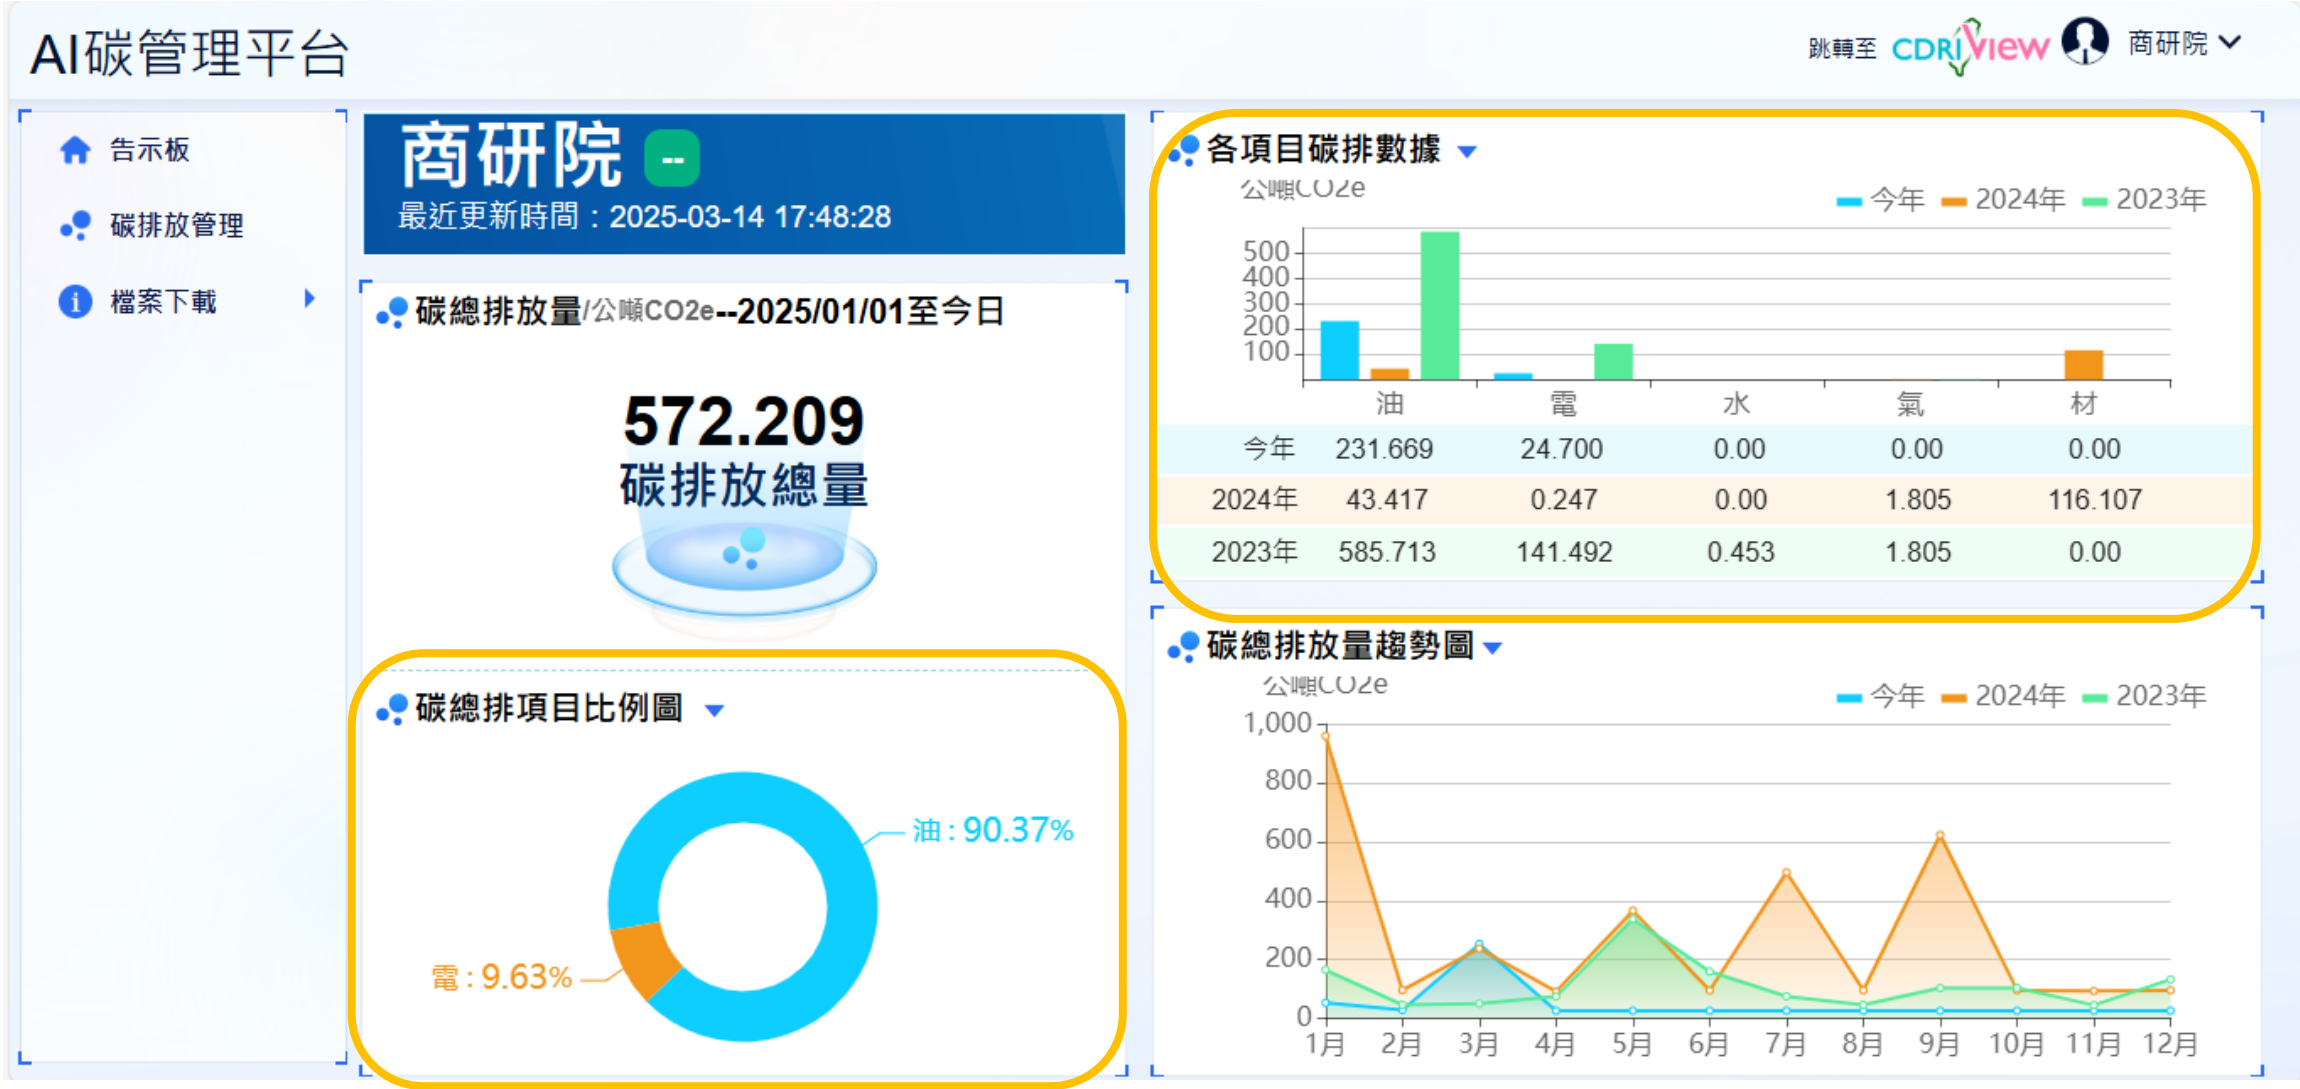 AI碳管理平台
跳轉至 CDRIVIEW 商研院
告示板
碳排放管理
檔案下載
商研院 --
最近更新時間：2025-03-14 17:48:28
碳總排放量/公噸CO2e--2025/01/01至今日
572.209
碳排放總量
碳總排項目比例圖
油 : 90.37%
電 : 9.63%
各項目碳排數據
公噸CO2e
今年 2024年 2023年
500
400
300
200
100
油 電 水 氣 材
今年 231.669 24.700 0.00 0.00 0.00
2024年 43.417 0.247 0.00 1.805 116.107
2023年 585.713 141.492 0.453 1.805 0.00
碳總排放量趨勢圖
公噸CO2e
今年 2024年 2023年
1,000
800
600
400
200
0
1月 2月 3月 4月 5月 6月 7月 8月 9月 10月 11月 12月